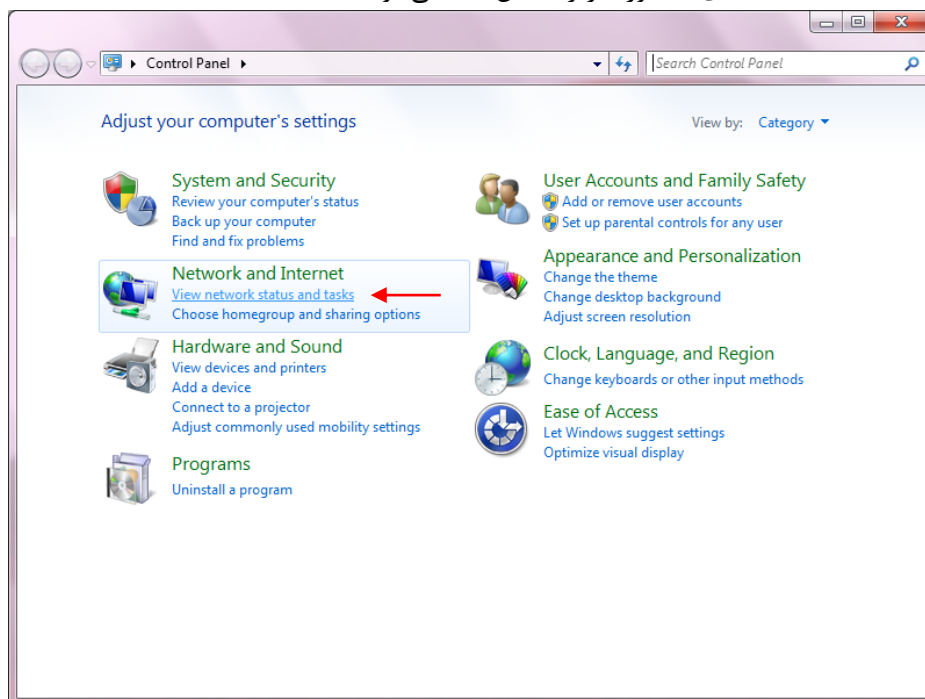 Control Panel
Search Control Panel
Adjust your computer's settings
View by: Category
System and Security
Review your computer's status
Back up your computer
Find and fix problems
Network and Internet
View network status and tasks
Choose homegroup and sharing options
Hardware and Sound
View devices and printers
Add a device
Connect to a projector
Adjust commonly used mobility settings
Programs
Uninstall a program
User Accounts and Family Safety
Add or remove user accounts
Set up parental controls for any user
Appearance and Personalization
Change the theme
Change desktop background
Adjust screen resolution
Clock, Language, and Region
Change keyboards or other input methods
Ease of Access
Let Windows suggest settings
Optimize visual display